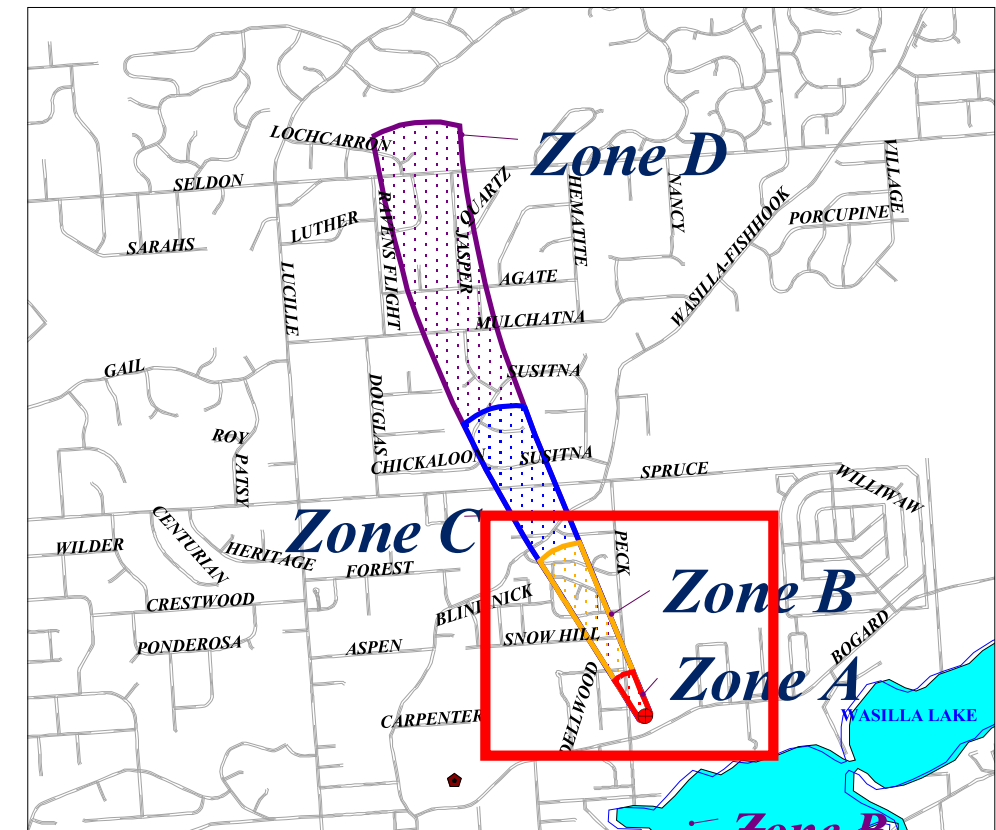 LOCHCARRON
Zone D
SELDON
QUARTZ
HEMATITE
NANCY
VILLAGE
RAVENS FLIGHT
LUTHER
JASPER
WASILLA-FISHHOOK
PORCUPINE
SARAHS
LUCILLE
AGATE
MULCHATNA
GAIL
SUSITNA
DOUGLAS
ROY
PATSY
CHICKALOON
SUSITNA
SPRUCE
WILLIWAW
Zone C
CENTURIAN
WILDER
HERITAGE
FOREST
PECK
Zone B
CRESTWOOD
BLIND NICK
PONDEROSA
ASPEN
SNOW HILL
BOGARD
Zone A
DELLWOOD
CARPENTER
WASILLA LAKE